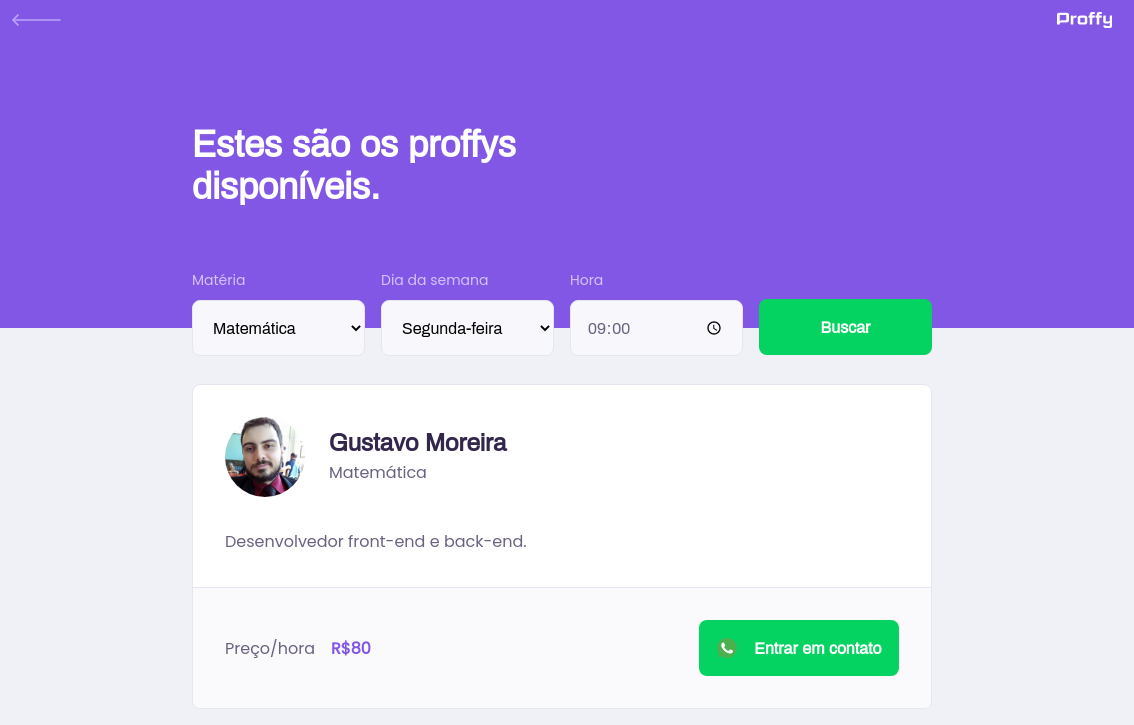 Proffy
Estes são os proffys
disponíveis.
Matéria
Dia da semana
Hora
Matemática
Segunda-feira
09:00
Buscar
Gustavo Moreira
Matemática
Desenvolvedor front-end e back-end.
Preço/hora R$80
Entrar em contato